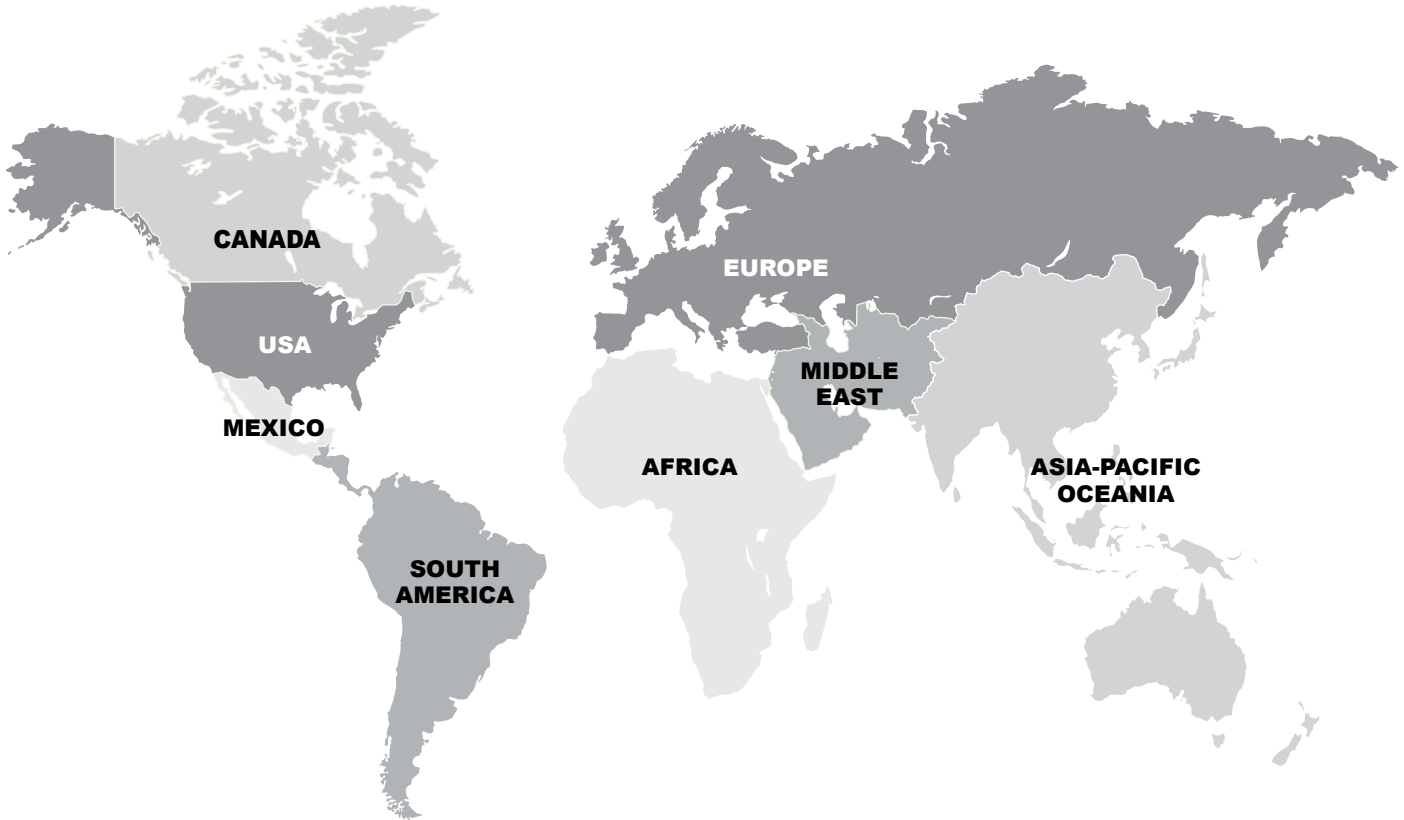 CANADA
EUROPE
USA
MIDDLE
EAST
MEXICO
AFRICA
ASIA-PACIFIC
OCEANIA
SOUTH
AMERICA